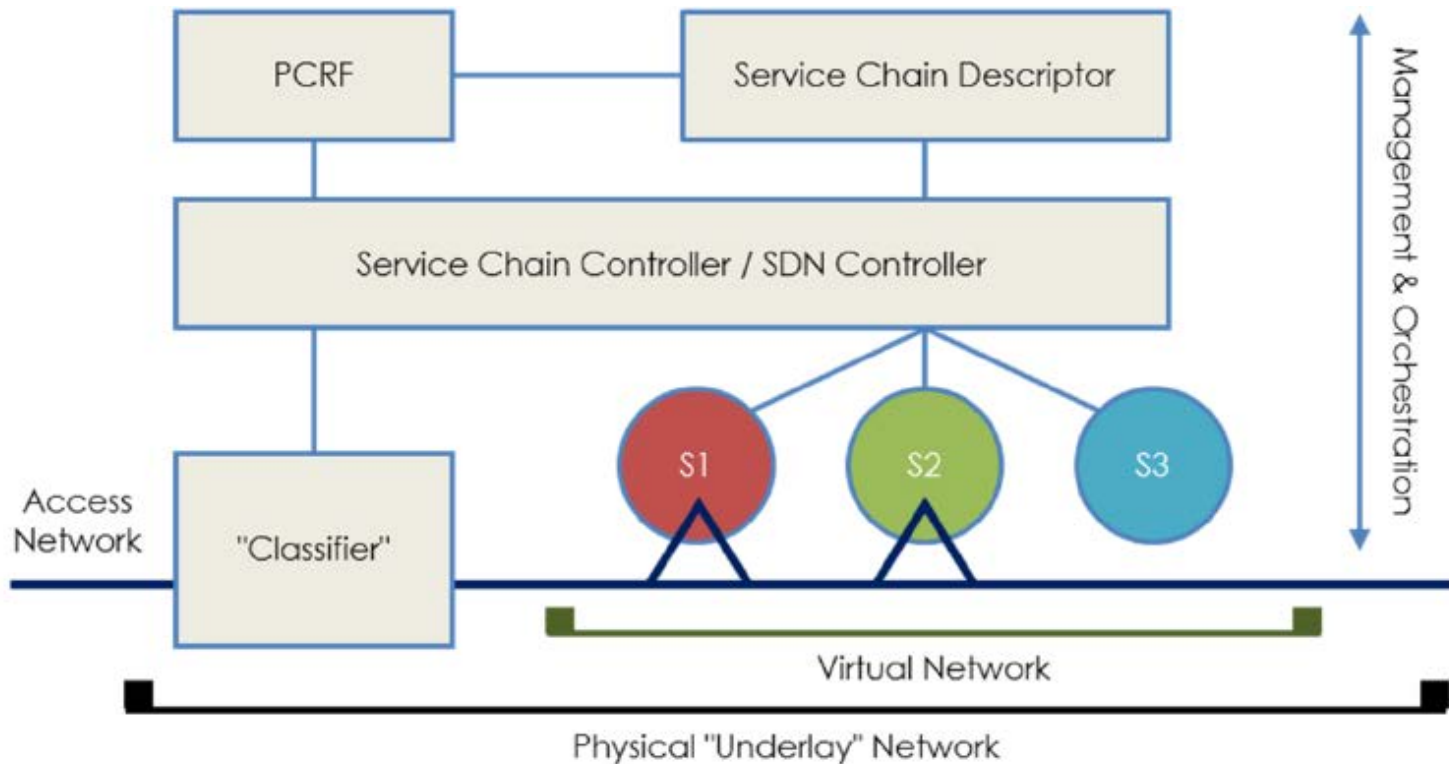 PCRF
Service Chain Descriptor
Service Chain Controller / SDN Controller
Management & Orchestration
S1
S2
S3
Access
Network
"Classifier"
Virtual Network
Physical "Underlay" Network